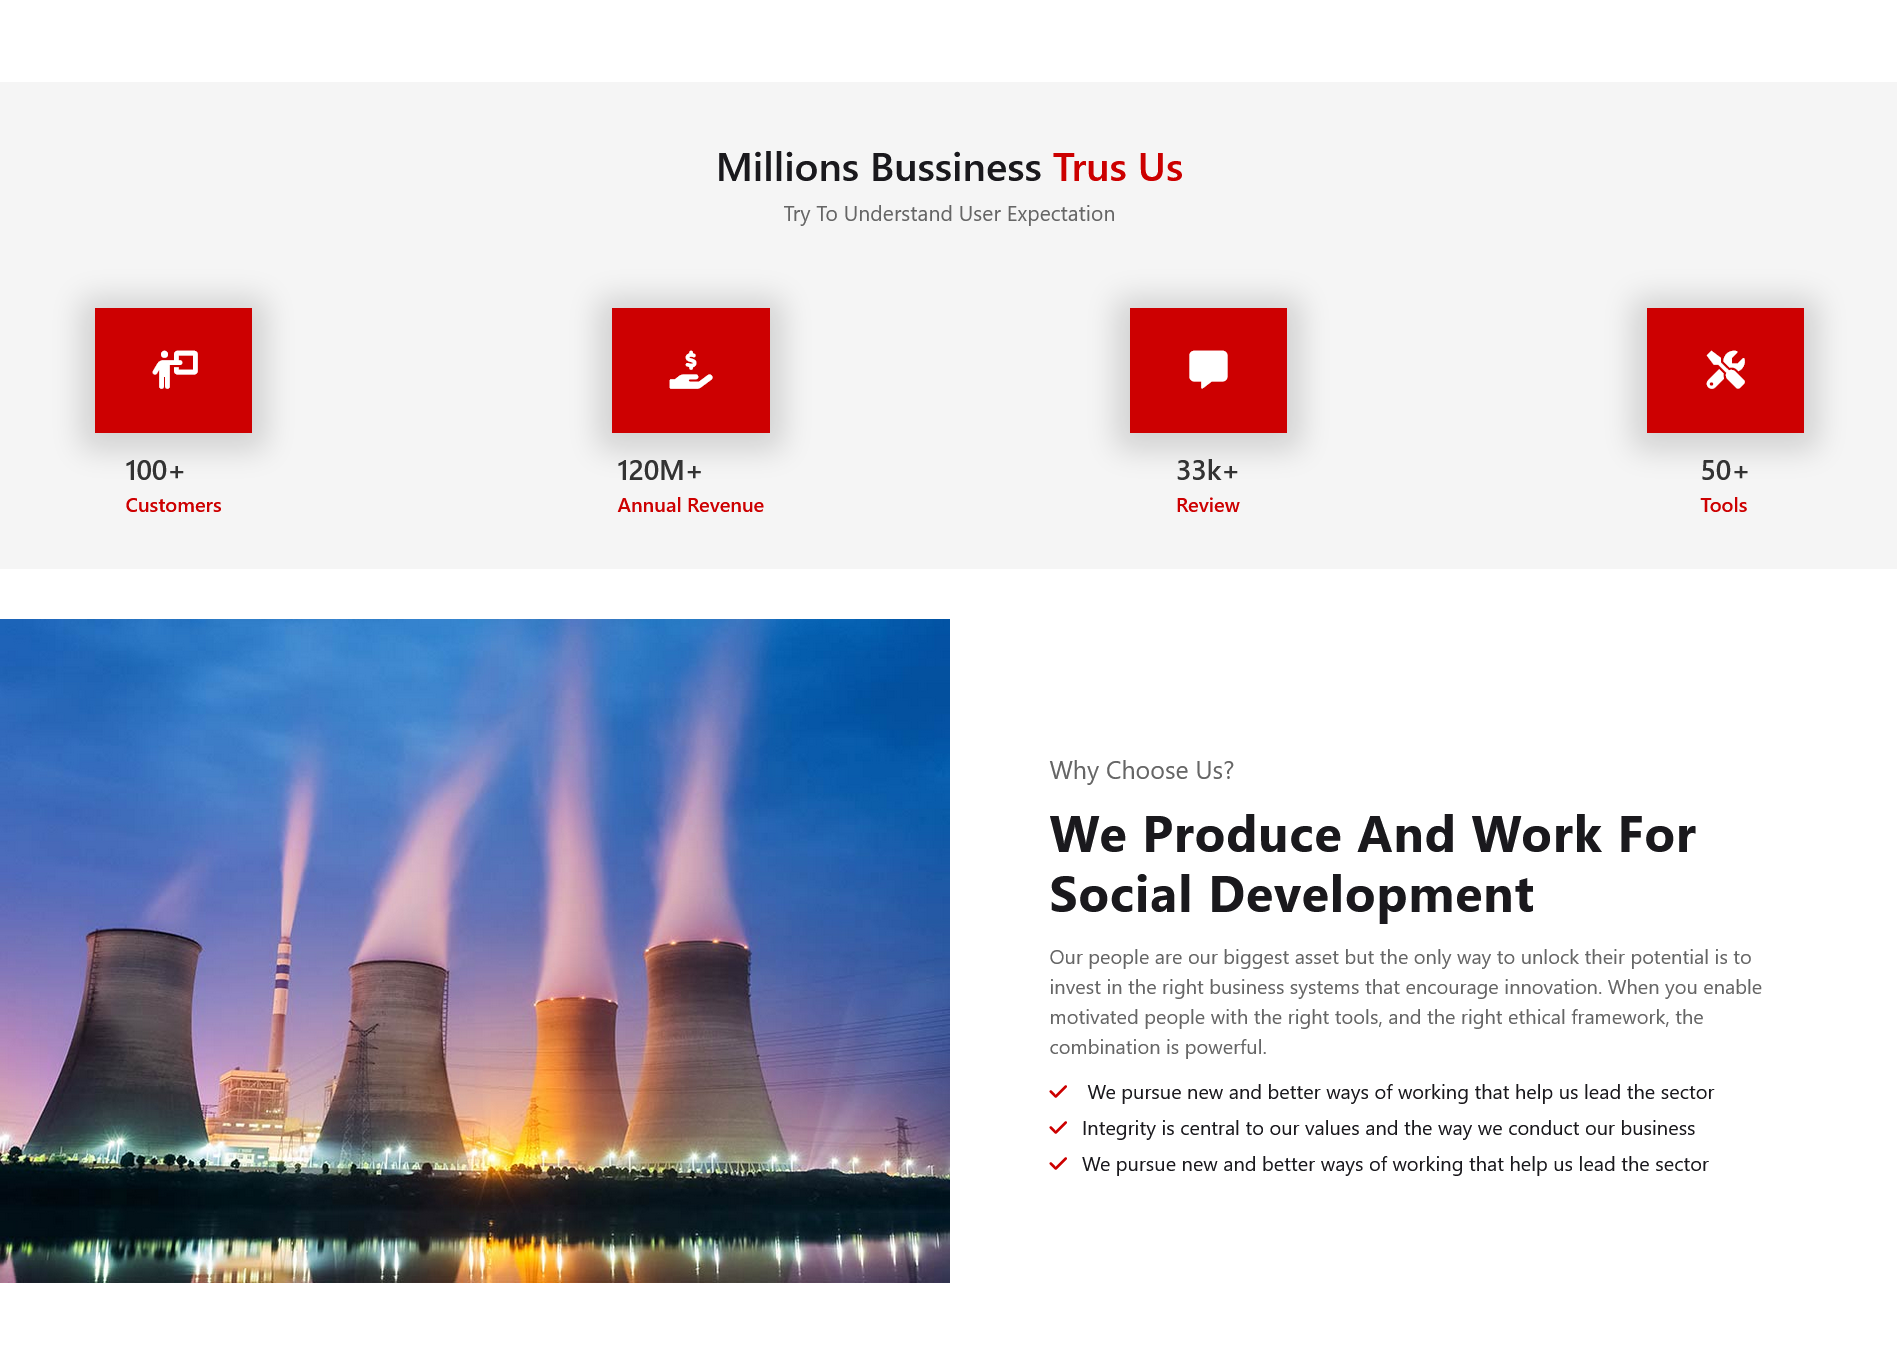 Millions Bussiness Trus Us
Try To Understand User Expectation
100+
Customers
120M+
Annual Revenue
33k+
Review
50+
Tools
Why Choose Us?
We Produce And Work For
Social Development
Our people are our biggest asset but the only way to unlock their potential is to
invest in the right business systems that encourage innovation. When you enable
motivated people with the right tools, and the right ethical framework, the
combination is powerful.
We pursue new and better ways of working that help us lead the sector
Integrity is central to our values and the way we conduct our business
We pursue new and better ways of working that help us lead the sector